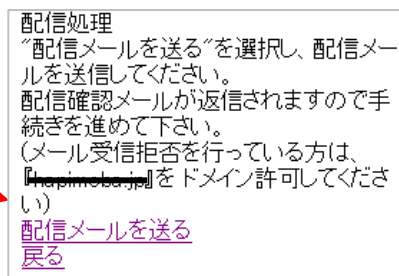 配信処理
"配信メールを送る"を選択し、配信メー
ルを送信してください。
配信確認メールが返信されますので手
続きを進めて下さい。
(メール受信拒否を行っている方は、
『hapimoba.jp』をドメイン許可してくださ
い)
配信メールを送る
戻る